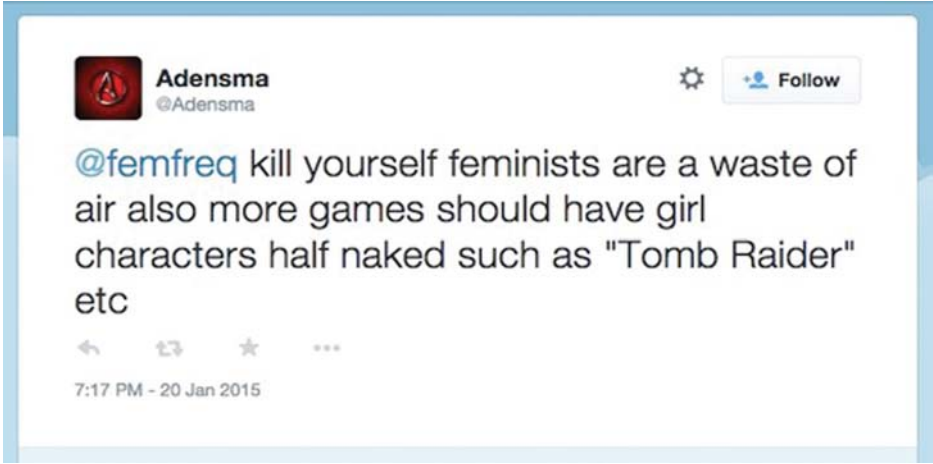 Adensma
@Adensma
Follow
@femfreq kill yourself feminists are a waste of
air also more games should have girl
characters half naked such as "Tomb Raider"
etc
7:17 PM - 20 Jan 2015